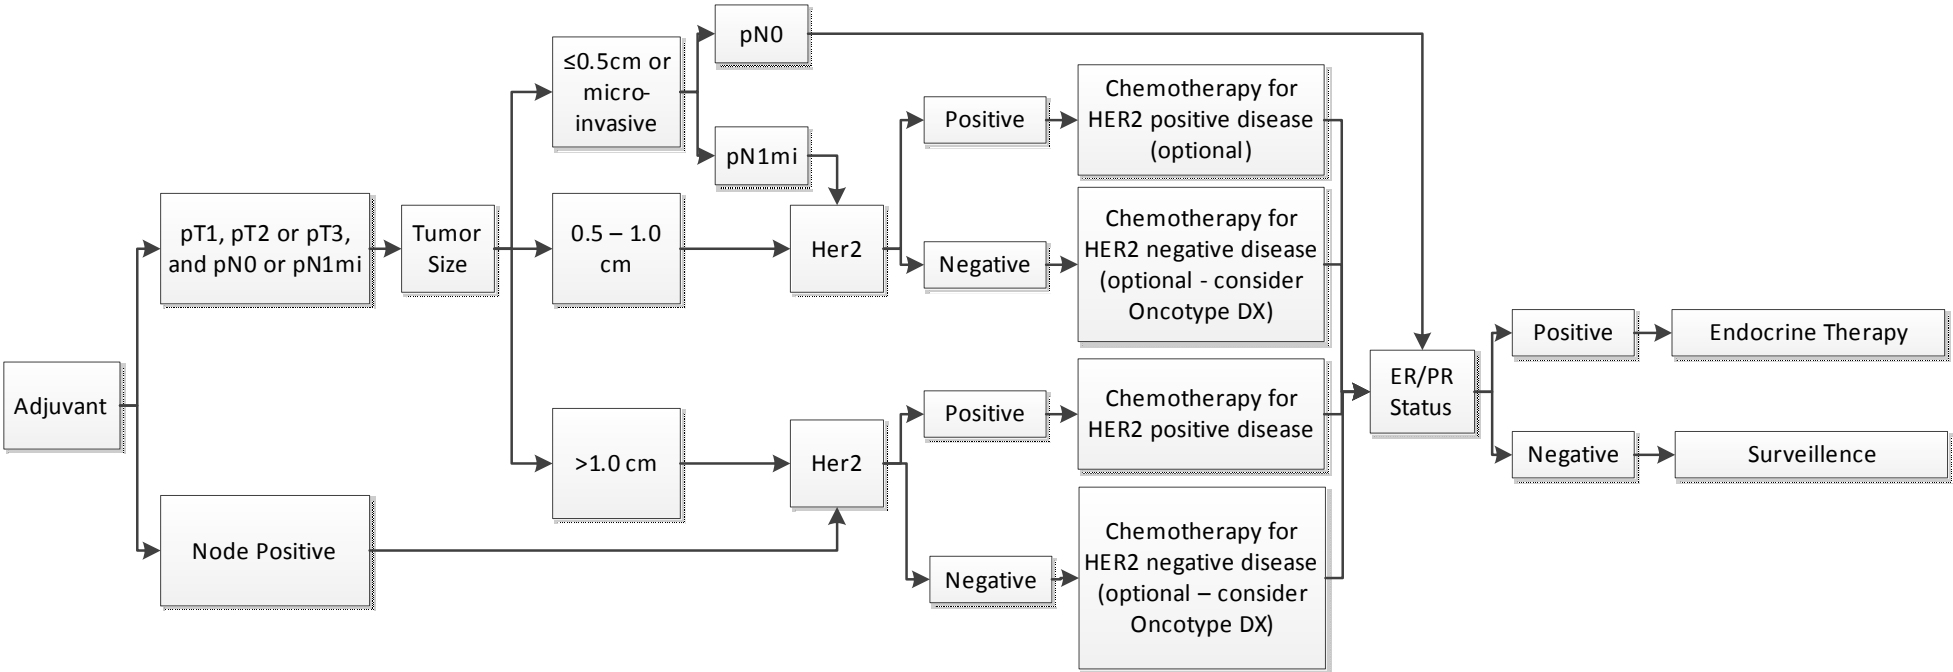 Adjuvant
pT1, pT2 or pT3,
and pN0 or pN1mi
Node Positive
Tumor
Size
≤0.5cm or
micro-
invasive
0.5 – 1.0
cm
>1.0 cm
pN0
pN1mi
Her2
Her2
Positive
Negative
Positive
Negative
Chemotherapy for
HER2 positive disease
(optional)
Chemotherapy for
HER2 negative disease
(optional - consider
Oncotype DX)
Chemotherapy for
HER2 positive disease
Chemotherapy for
HER2 negative disease
(optional – consider
Oncotype DX)
ER/PR
Status
Positive
Negative
Endocrine Therapy
Surveillence